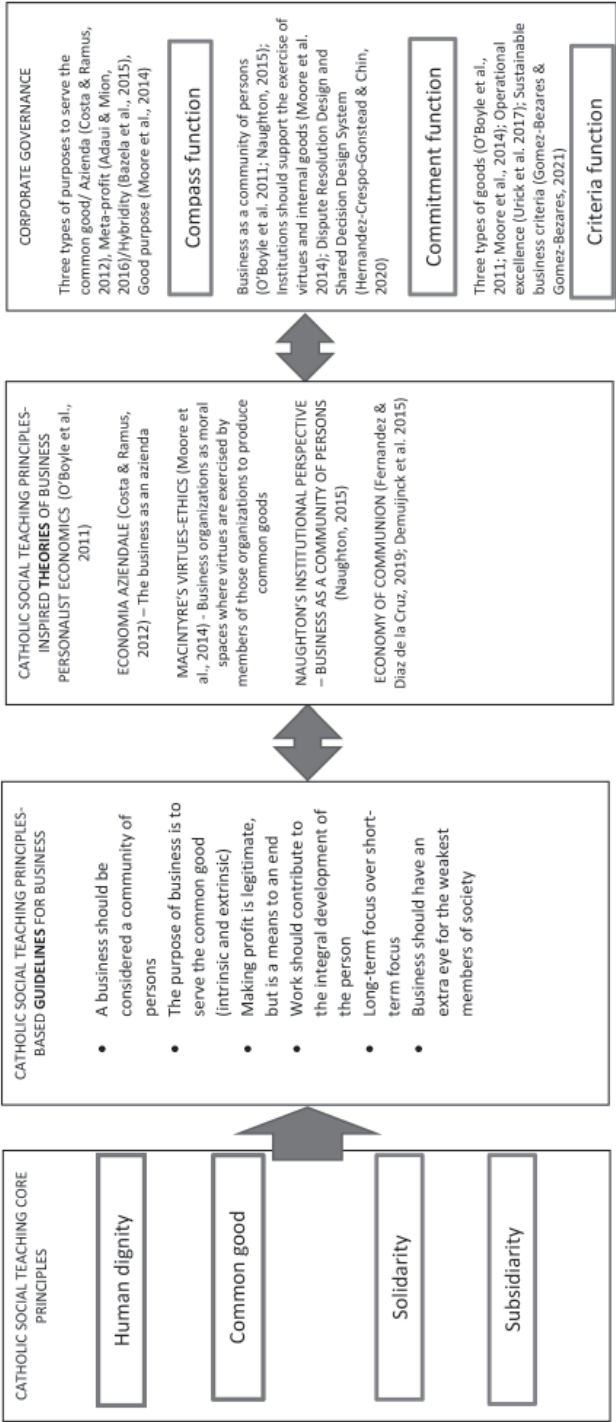 CATHOLIC SOCIAL TEACHING CORE
PRINCIPLES
Human dignity
Common good
Solidarity
Subsidiarity
CATHOLIC SOCIAL TEACHING PRINCIPLES-
BASED GUIDELINES FOR BUSINESS
• A business should be
considered a community of
persons
• The purpose of business is to
serve the common good
(intrinsic and extrinsic)
• Making profit is legitimate,
but is a means to an end
• Work should contribute to
the integral development of
the person
• Long-term focus over short-
term focus
• Business should have an
extra eye for the weakest
members of society
CATHOLIC SOCIAL TEACHING PRINCIPLES-
INSPIRED THEORIES OF BUSINESS
PERSONALIST ECONOMICS (O'Boyle et al.,
2011)
ECONOMIA AZIENDALE (Costa & Ramus,
2012) – The business as an azienda
MACINTYRE'S VIRTUES-ETHICS (Moore et
al., 2014) - Business organizations as moral
spaces where virtues are exercised by
members of those organizations to produce
common goods
NAUGHTON'S INSTITUTIONAL PERSPECTIVE
– BUSINESS AS A COMMUNITY OF PERSONS
(Naughton, 2015)
ECONOMY OF COMMUNION (Fernandez &
Diaz de la Cruz, 2019; Demuijnck et al. 2015)
CORPORATE GOVERNANCE
Three types of purposes to serve the
common good/ Azienda (Costa & Ramus,
2012), Meta-profit (Adaui & Mion,
2016)/Hybridity (Bazela et al., 2015),
Good purpose (Moore et al., 2014)
Compass function
Business as a community of persons
(O'Boyle et al. 2011; Naughton, 2015);
Institutions should support the exercise of
virtues and internal goods (Moore et al.
2014); Dispute Resolution Design and
Shared Decision Design System
(Hernandez-Crespo-Gonstead & Chin,
2020)
Commitment function
Three types of goods (O'Boyle et al.,
2011; Moore et al., 2014); Operational
excellence (Urick et al. 2017); Sustainable
business criteria (Gomez-Bezares &
Gomez-Bezares, 2021)
Criteria function